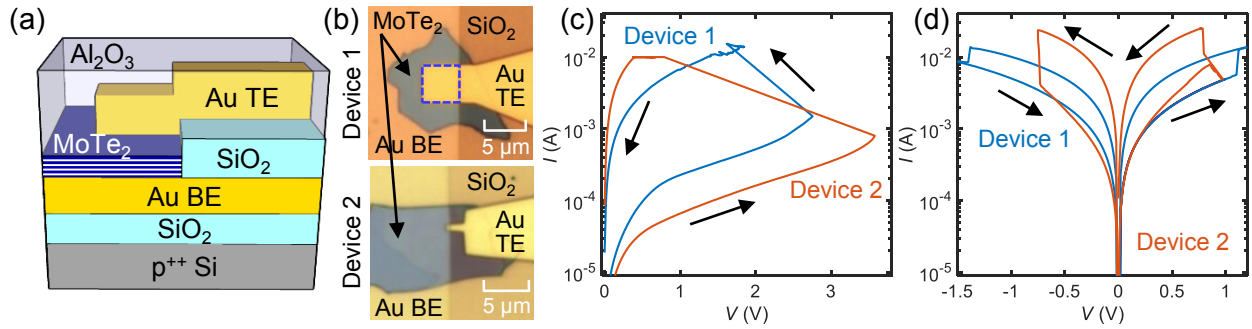 (a)
Al₂O₃
Au TE
MoTe₂
SiO₂
Au BE
SiO₂
p⁺⁺ Si
(b)
Device 1
MoTe₂
SiO₂
Au
TE
Au BE
5 μm
Device 2
SiO₂
Au
TE
Au BE
5 μm
(c)
I (A)
10⁻²
10⁻³
10⁻⁴
10⁻⁵
Device 1
Device 2
0 1 2 3
V (V)
(d)
I (A)
10⁻²
10⁻³
10⁻⁴
10⁻⁵
Device 1
Device 2
-1.5 -1 -0.5 0 0.5 1
V (V)